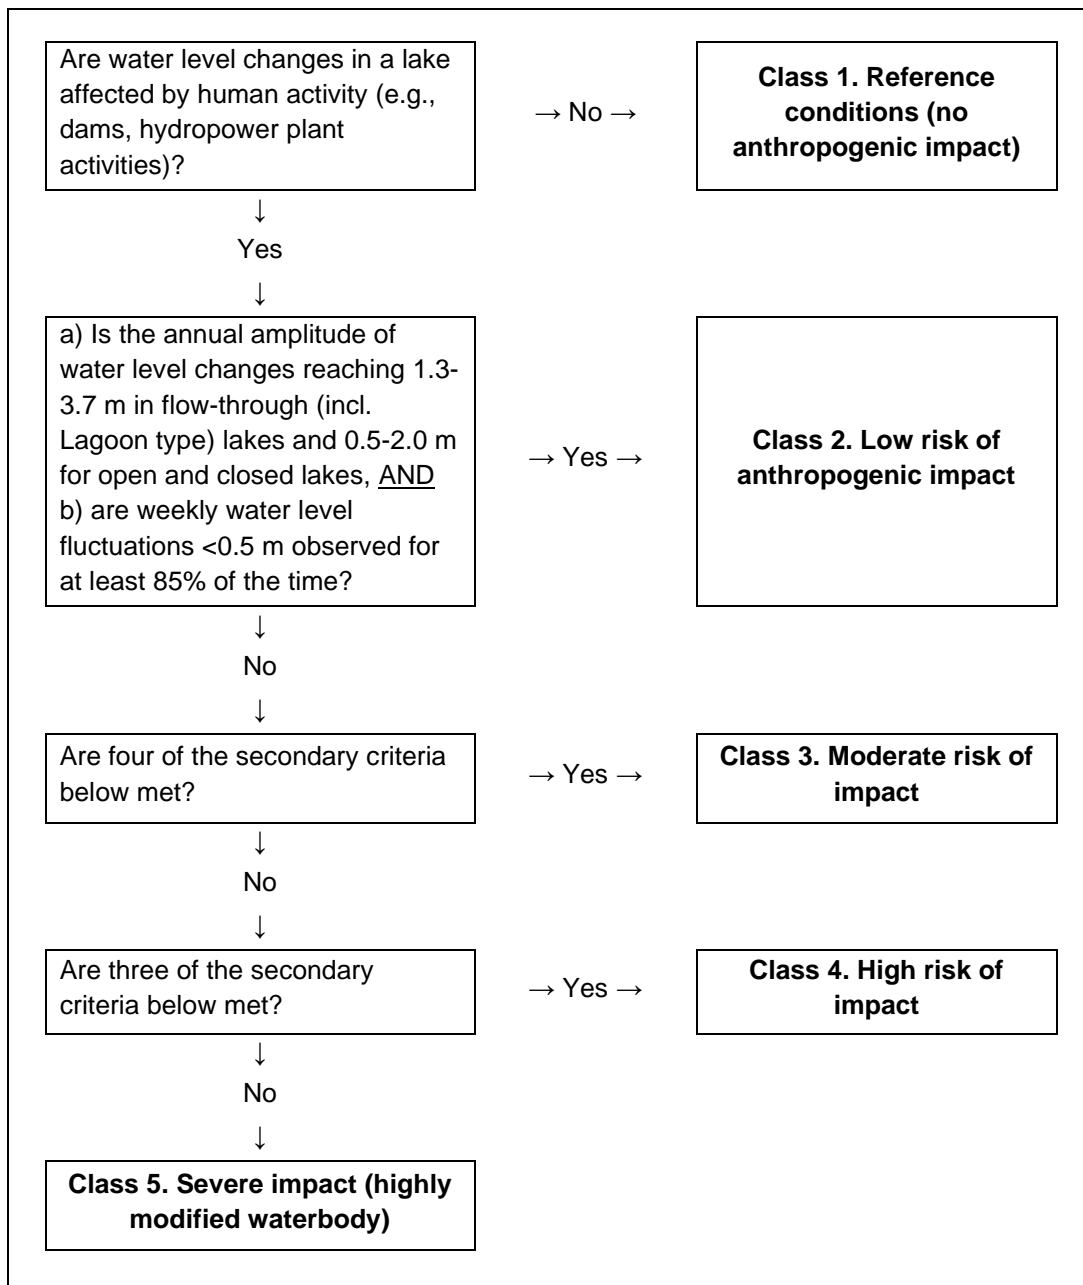 Are water level changes in a lake
affected by human activity (e.g.,
dams, hydropower plant
activities)?
→ No →
Class 1. Reference
conditions (no
anthropogenic impact)
↓
Yes
↓
a) Is the annual amplitude of
water level changes reaching 1.3-
3.7 m in flow-through (incl.
Lagoon type) lakes and 0.5-2.0 m
for open and closed lakes, AND
b) are weekly water level
fluctuations <0.5 m observed for
at least 85% of the time?
→ Yes →
Class 2. Low risk of
anthropogenic impact
↓
No
↓
Are four of the secondary criteria
below met?
→ Yes →
Class 3. Moderate risk of
impact
↓
No
↓
Are three of the secondary
criteria below met?
→ Yes →
Class 4. High risk of
impact
↓
No
↓
Class 5. Severe impact (highly
modified waterbody)